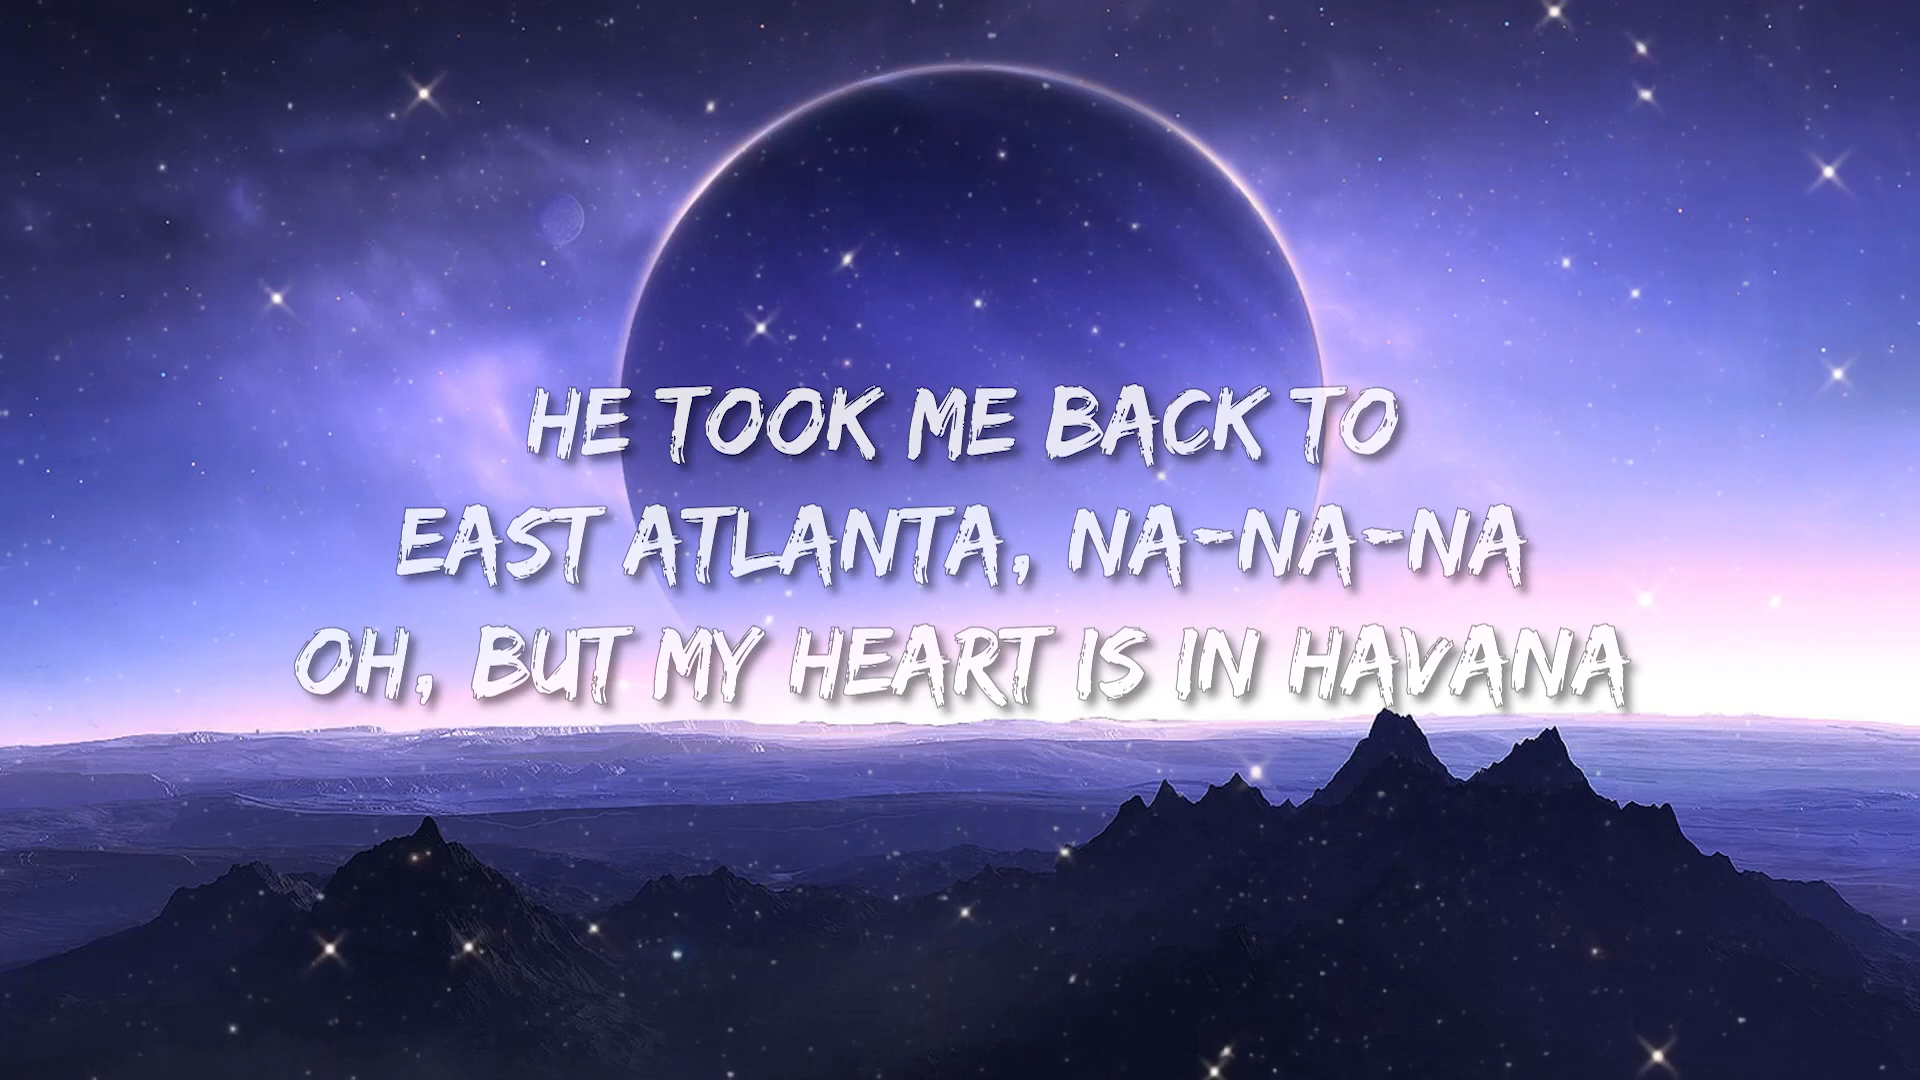 HE TOOK ME BACK TO
EAST ATLANTA, NA-NA-NA
OH, BUT MY HEART IS IN HAVANA